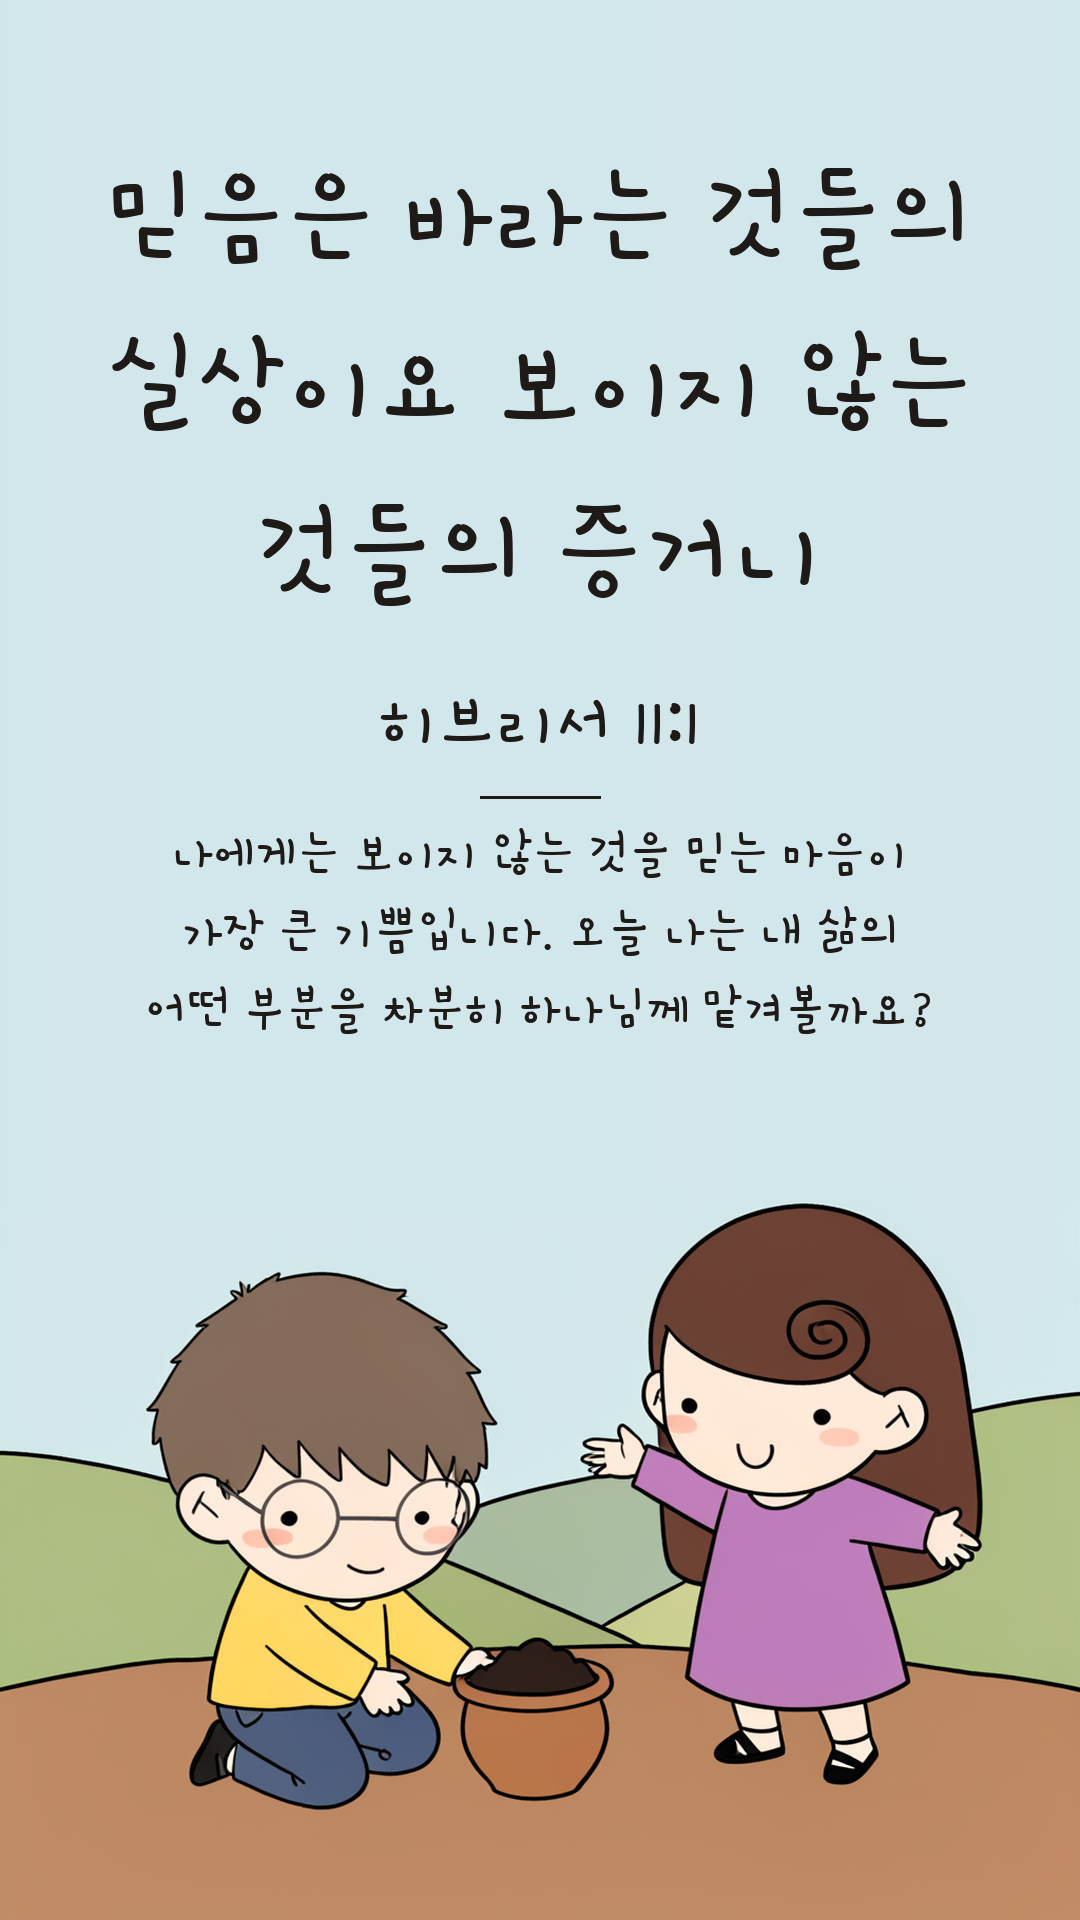 믿음은 바라는 것들의
실상이요 보이지 않는
것들의 증거니
히브리서 11:1
나에게는 보이지 않는 것을 믿는 마음이
가장 큰 기쁨입니다. 오늘 나는 내 삶의
어떤 부분을 차분히 하나님께 맡겨볼까요?